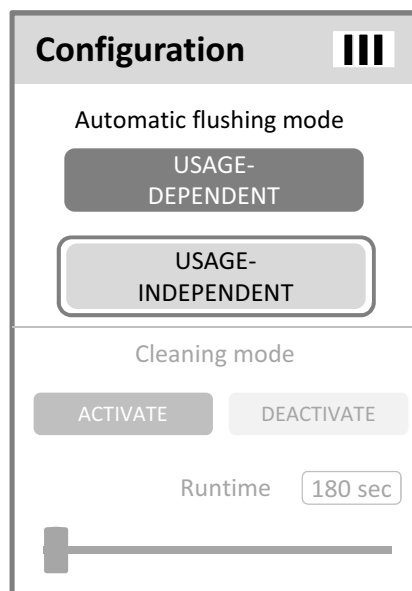 Configuration
Automatic flushing mode
USAGE-
DEPENDENT
USAGE-
INDEPENDENT
Cleaning mode
ACTIVATE DEACTIVATE
Runtime 180 sec